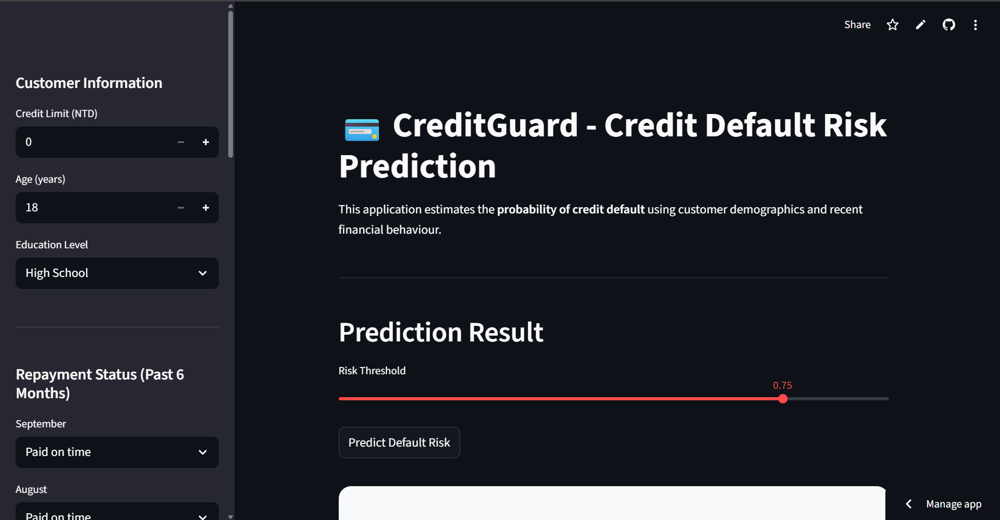 Share
Customer Information
Credit Limit (NTD)
0
Age (years)
18
Education Level
High School
Repayment Status (Past 6
Months)
September
Paid on time
August
Paid on time
CreditGuard - Credit Default Risk
Prediction
This application estimates the probability of credit default using customer demographics and recent
financial behaviour.
Prediction Result
Risk Threshold
0.75
Predict Default Risk
Manage app